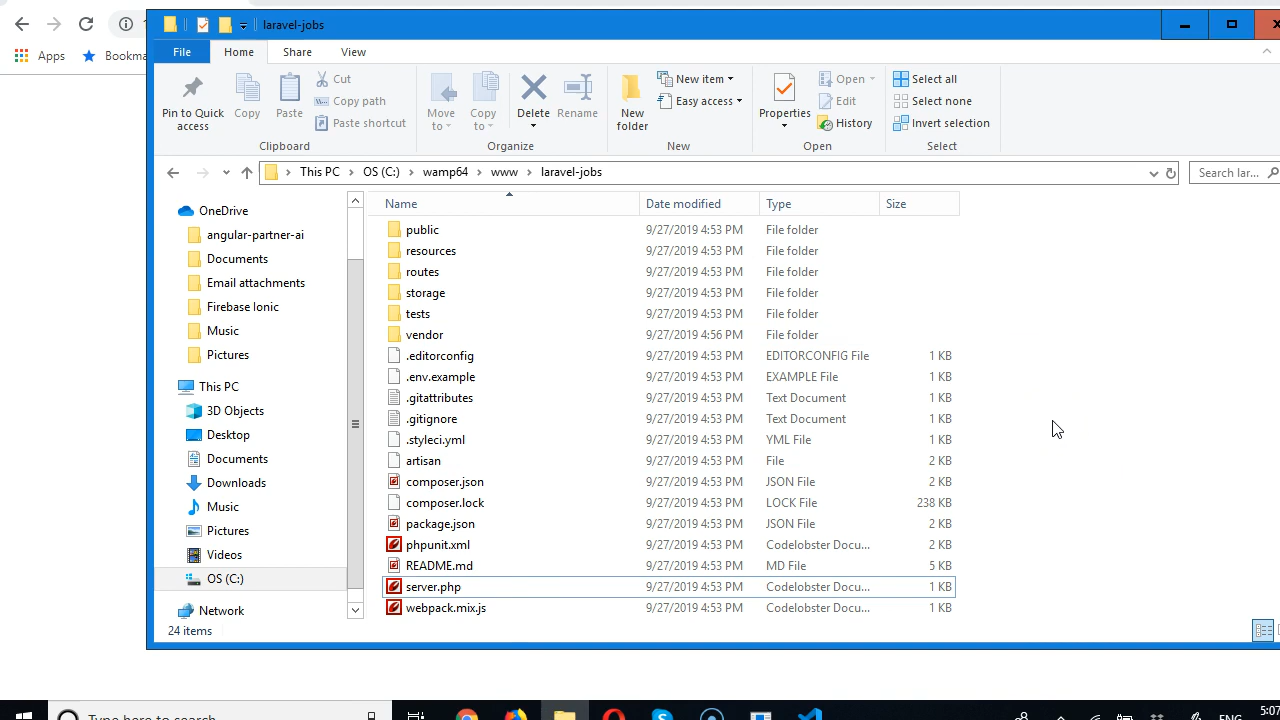 laravel-jobs
Apps
Bookma
File
Home
Share
View
Pin to Quick access
Copy
Paste
Cut
Copy path
Paste shortcut
Clipboard
Move to
Copy to
Delete
Rename
Organize
New folder
New item
Easy access
New
Properties
Open
Edit
History
Open
Select all
Select none
Invert selection
Select
This PC > OS (C:) > wamp64 > www > laravel-jobs
Search lar...
OneDrive
angular-partner-ai
Documents
Email attachments
Firebase Ionic
Music
Pictures
This PC
3D Objects
Desktop
Documents
Downloads
Music
Pictures
Videos
OS (C:)
Network
Name Date modified Type Size
public 9/27/2019 4:53 PM File folder
resources 9/27/2019 4:53 PM File folder
routes 9/27/2019 4:53 PM File folder
storage 9/27/2019 4:53 PM File folder
tests 9/27/2019 4:53 PM File folder
vendor 9/27/2019 4:56 PM File folder
.editorconfig 9/27/2019 4:53 PM EDITORCONFIG File 1 KB
.env.example 9/27/2019 4:53 PM EXAMPLE File 1 KB
.gitattributes 9/27/2019 4:53 PM Text Document 1 KB
.gitignore 9/27/2019 4:53 PM Text Document 1 KB
.styleci.yml 9/27/2019 4:53 PM YML File 1 KB
artisan 9/27/2019 4:53 PM File 2 KB
composer.json 9/27/2019 4:53 PM JSON File 2 KB
composer.lock 9/27/2019 4:53 PM LOCK File 238 KB
package.json 9/27/2019 4:53 PM JSON File 2 KB
phpunit.xml 9/27/2019 4:53 PM Codelobster Docu... 2 KB
README.md 9/27/2019 4:53 PM MD File 5 KB
server.php 9/27/2019 4:53 PM Codelobster Docu... 1 KB
webpack.mix.js 9/27/2019 4:53 PM Codelobster Docu... 1 KB
24 items
Type here to search
ENG
5:07